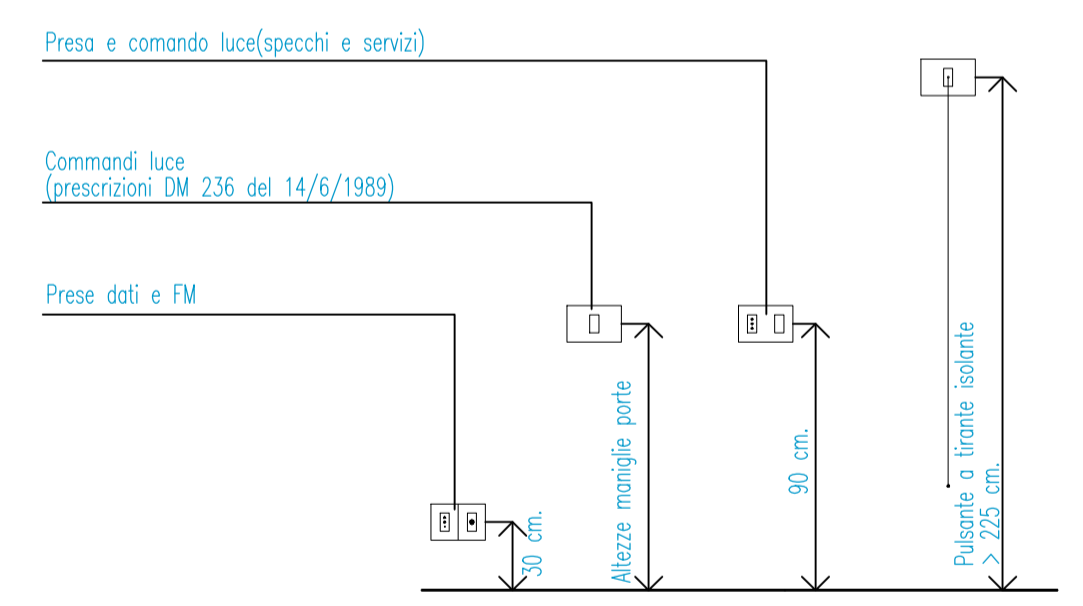 Presa e comando luce(specchi e servizi)
Commandi luce
(prescrizioni DM 236 del 14/6/1989)
Prese dati e FM
30 cm.
Altezze maniglie porte
90 cm.
Pulsante a tirante isolante
> 225 cm.